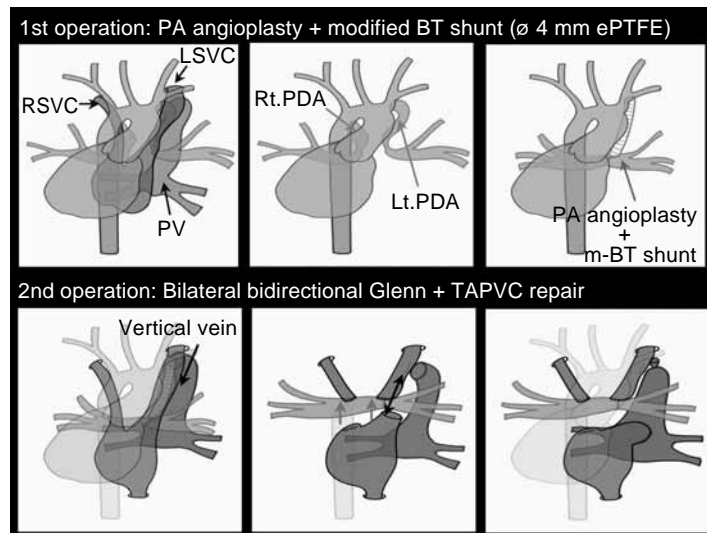 1st operation: PA angioplasty + modified BT shunt (ø 4 mm ePTFE)
LSVC
RSVC
PV
Rt.PDA
Lt.PDA
PA angioplasty
+
m-BT shunt
2nd operation: Bilateral bidirectional Glenn + TAPVC repair
Vertical vein